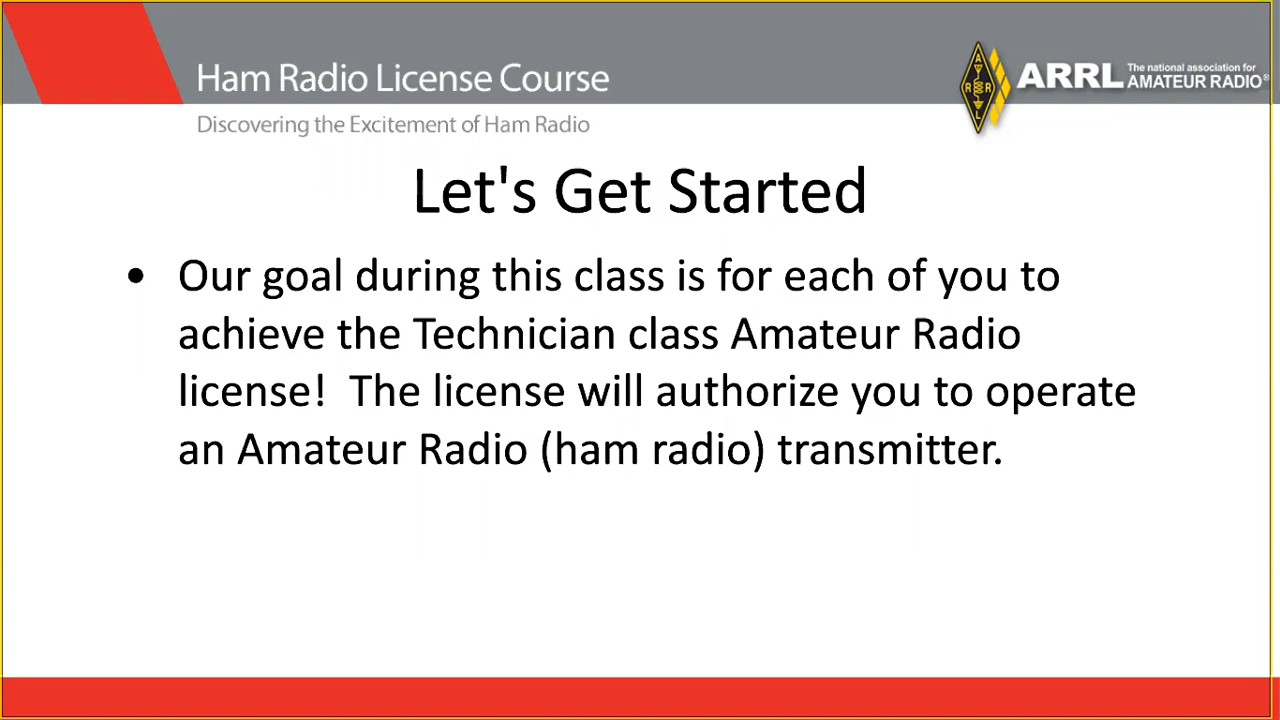 Ham Radio License Course
ARRL The national association for
AMATEUR RADIO®
Discovering the Excitement of Ham Radio
Let's Get Started
• Our goal during this class is for each of you to
achieve the Technician class Amateur Radio
license!  The license will authorize you to operate
an Amateur Radio (ham radio) transmitter.